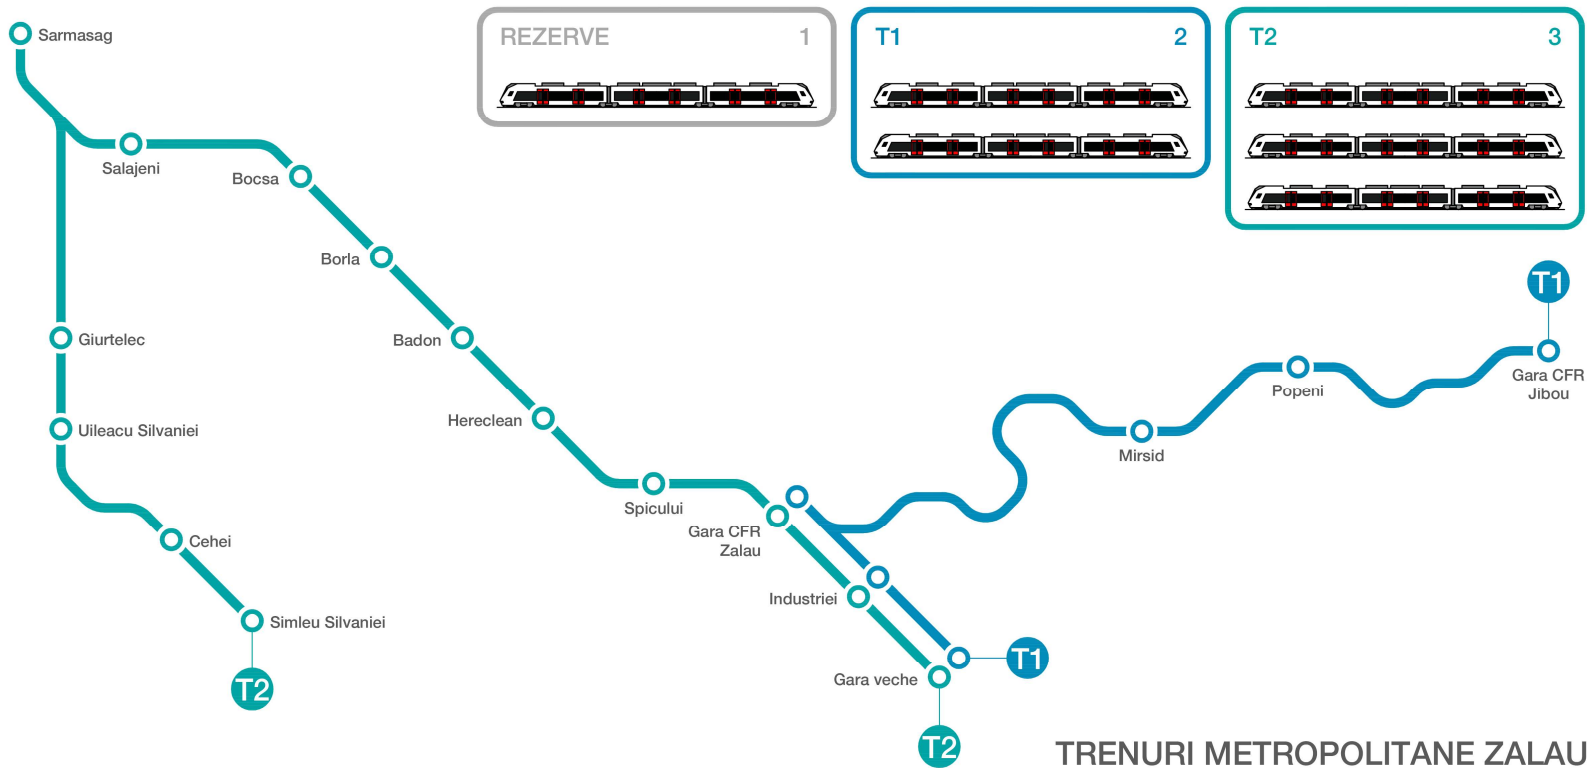 Sarmasag
REZERVE 1
T1 2
T2 3
Salajeni
Bocsa
Borla
T1
Giurtelec
Badon
Gara CFR
Jibou
Popeni
Hereclean
Uileacu Silvaniei
Mirsid
Spicului
Gara CFR
Zalau
Cehei
Industriei
Simleu Silvaniei
T1
Gara veche
T2
T2
TRENURI METROPOLITANE ZALAU